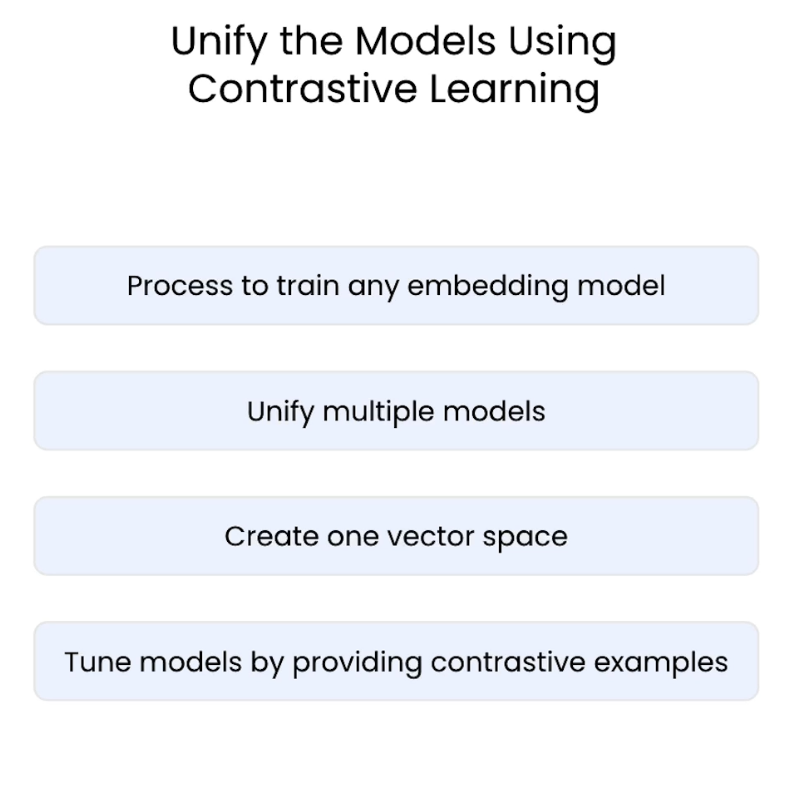 Unify the Models Using
Contrastive Learning
Process to train any embedding model
Unify multiple models
Create one vector space
Tune models by providing contrastive examples